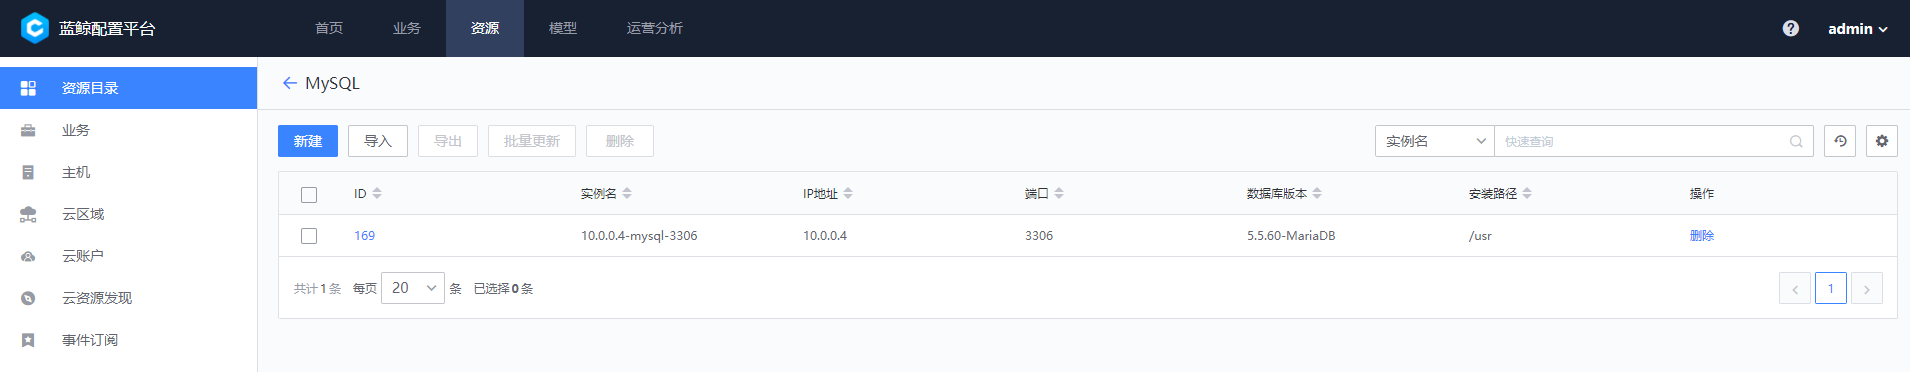 蓝鲸配置平台 首页 业务 资源 模型 运营分析 admin
资源目录
业务
主机
云区域
云账户
云资源发现
事件订阅
MySQL
新建 导入 导出 批量更新 删除 实例名 快速查询
ID 实例名 IP地址 端口 数据库版本 安装路径 操作
169 10.0.0.4-mysql-3306 10.0.0.4 3306 5.5.60-MariaDB /usr 删除
共计1条 每页 20 条 已选择0条 1